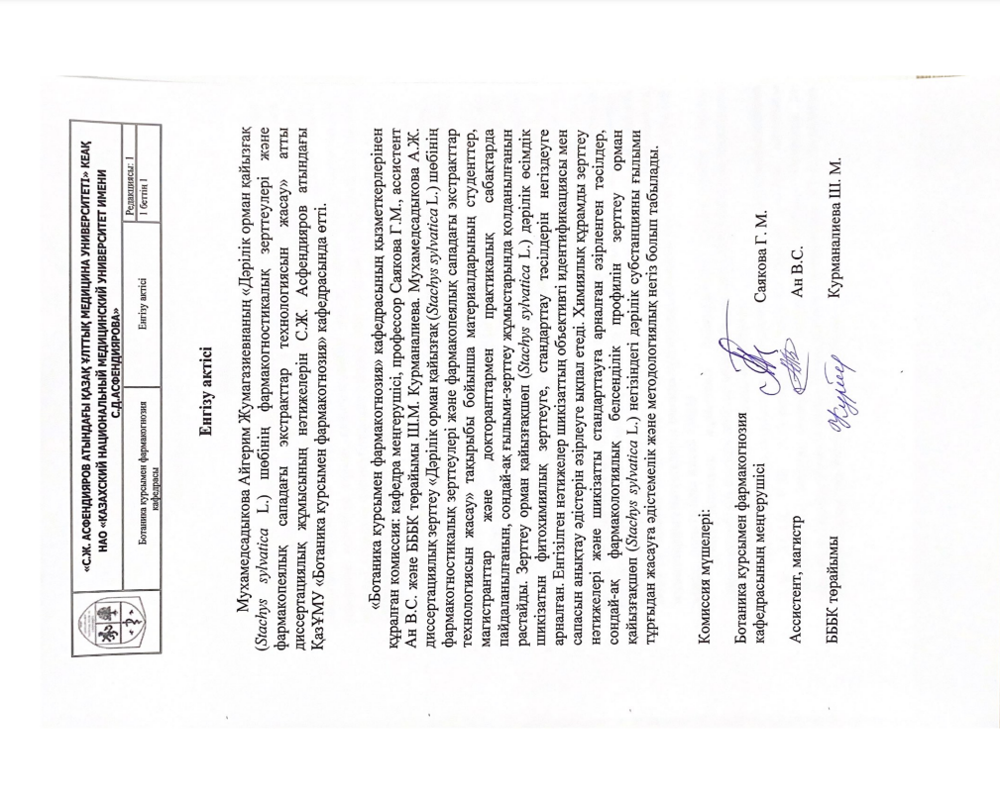 «С.Ж. АСФЕНДИЯРОВ АТЫНДАҒЫ ҚАЗАҚ ҰЛТТЫҚ МЕДИЦИНА УНИВЕРСИТЕТІ» КЕАҚ
НАО «КАЗАХСКИЙ НАЦИОНАЛЬНЫЙ МЕДИЦИНСКИЙ УНИВЕРСИТЕТ ИМЕНИ
С.Д.АСФЕНДИЯРОВА»
Ботаника курсымен фармакогнозия
кафедрасы
Енгізу актісі
Редакциясы: 1
1 беттің 1
Енгізу актісі
Мухамедсадыкова Айгерим Жумагазиевнаның «Дәрілік орман қайызғақ
(Stachys sylvatica L.) шөбінің фармакогностикалық зерттеулері және
фармакопеялық сападағы экстракттар технологиясын жасау» атты
диссертациялық жұмысының нәтижелерін С.Ж. Асфендияров атындағы
ҚазҰМУ «Ботаника курсымен фармакогнозия» кафедрасында өтті.
«Ботаника курсымен фармакогнозия» кафедрасының қызметкерлерінен
құралған комиссия: кафедра меңгерушісі, профессор Саякова Г.М., ассистент
Ан В.С. және БББК төрайымы Ш.М. Курманалиева. Мухамедсадыкова А.Ж.
диссертациялық зерттеу «Дәрілік орман қайызғақ (Stachys sylvatica L.) шөбінің
фармакогностикалық зерттеулері және фармакопеялық сападағы экстракттар
технологиясын жасау» тақырыбы бойынша материалдарының студенттер,
магистранттар және докторанттармен практикалық сабақтарда
пайдаланылғанын, сондай-ақ ғылыми-зерттеу жұмыстарында қолданылғанын
растайды. Зерттеу орман қайызғақшөп (Stachys sylvatica L.) дәрілік өсімдік
шикізатын фитохимиялық зерттеуге, стандарттау тәсілдерін негіздеуге
арналған. Енгізілген нәтижелер шикізаттың объективті идентификациясы мен
сапасын анықтау әдістерін әзірлеуге ықпал етеді. Химиялық құрамды зерттеу
нәтижелері және шикізатты стандарттауға арналған әзірленген тәсілдер,
сондай-ақ фармакологиялық белсенділік профилін зерттеу орман
қайызғақшөп (Stachys sylvatica L.) негізіндегі дәрілік субстанцияны ғылыми
тұрғыдан жасауға әдістемелік және методологиялық негіз болып табылады.
Комиссия мүшелері:
Ботаника курсымен фармакогнозия
кафедрасының меңгерушісі Саякова Г. М.
Ассистент, магистр Ан В.С.
БББК төрайымы Курманалиева Ш. М.